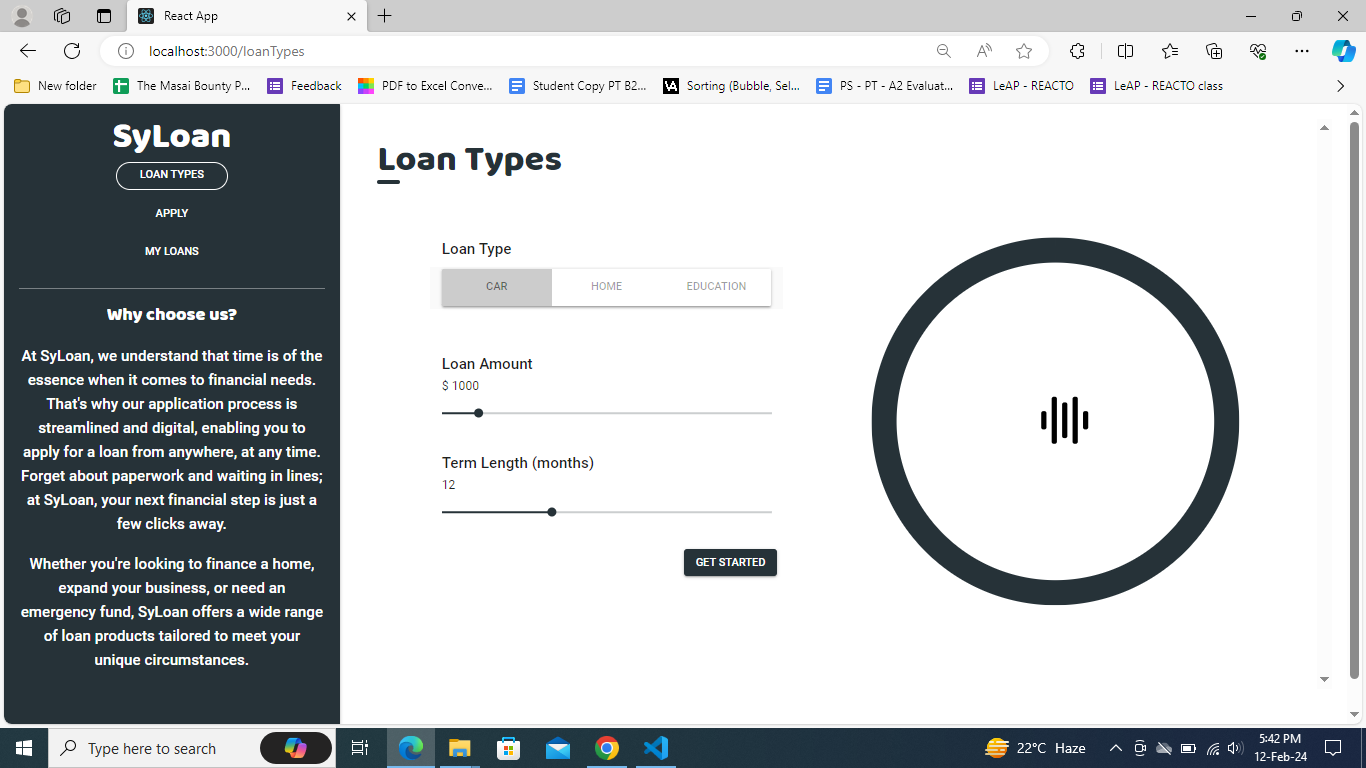 React App
localhost:3000/loanTypes
New folder
The Masai Bounty P...
Feedback
PDF to Excel Conve...
Student Copy PT B2...
Sorting (Bubble, Sel...
PS - PT - A2 Evaluat...
LeAP - REACTO
LeAP - REACTO class
SyLoan
LOAN TYPES
APPLY
MY LOANS
Why choose us?
At SyLoan, we understand that time is of the
essence when it comes to financial needs.
That's why our application process is
streamlined and digital, enabling you to
apply for a loan from anywhere, at any time.
Forget about paperwork and waiting in lines;
at SyLoan, your next financial step is just a
few clicks away.
Whether you're looking to finance a home,
expand your business, or need an
emergency fund, SyLoan offers a wide range
of loan products tailored to meet your
unique circumstances.
Loan Types
Loan Type
CAR
HOME
EDUCATION
Loan Amount
$ 1000
Term Length (months)
12
GET STARTED
Type here to search
22°C Haze
5:42 PM
12-Feb-24